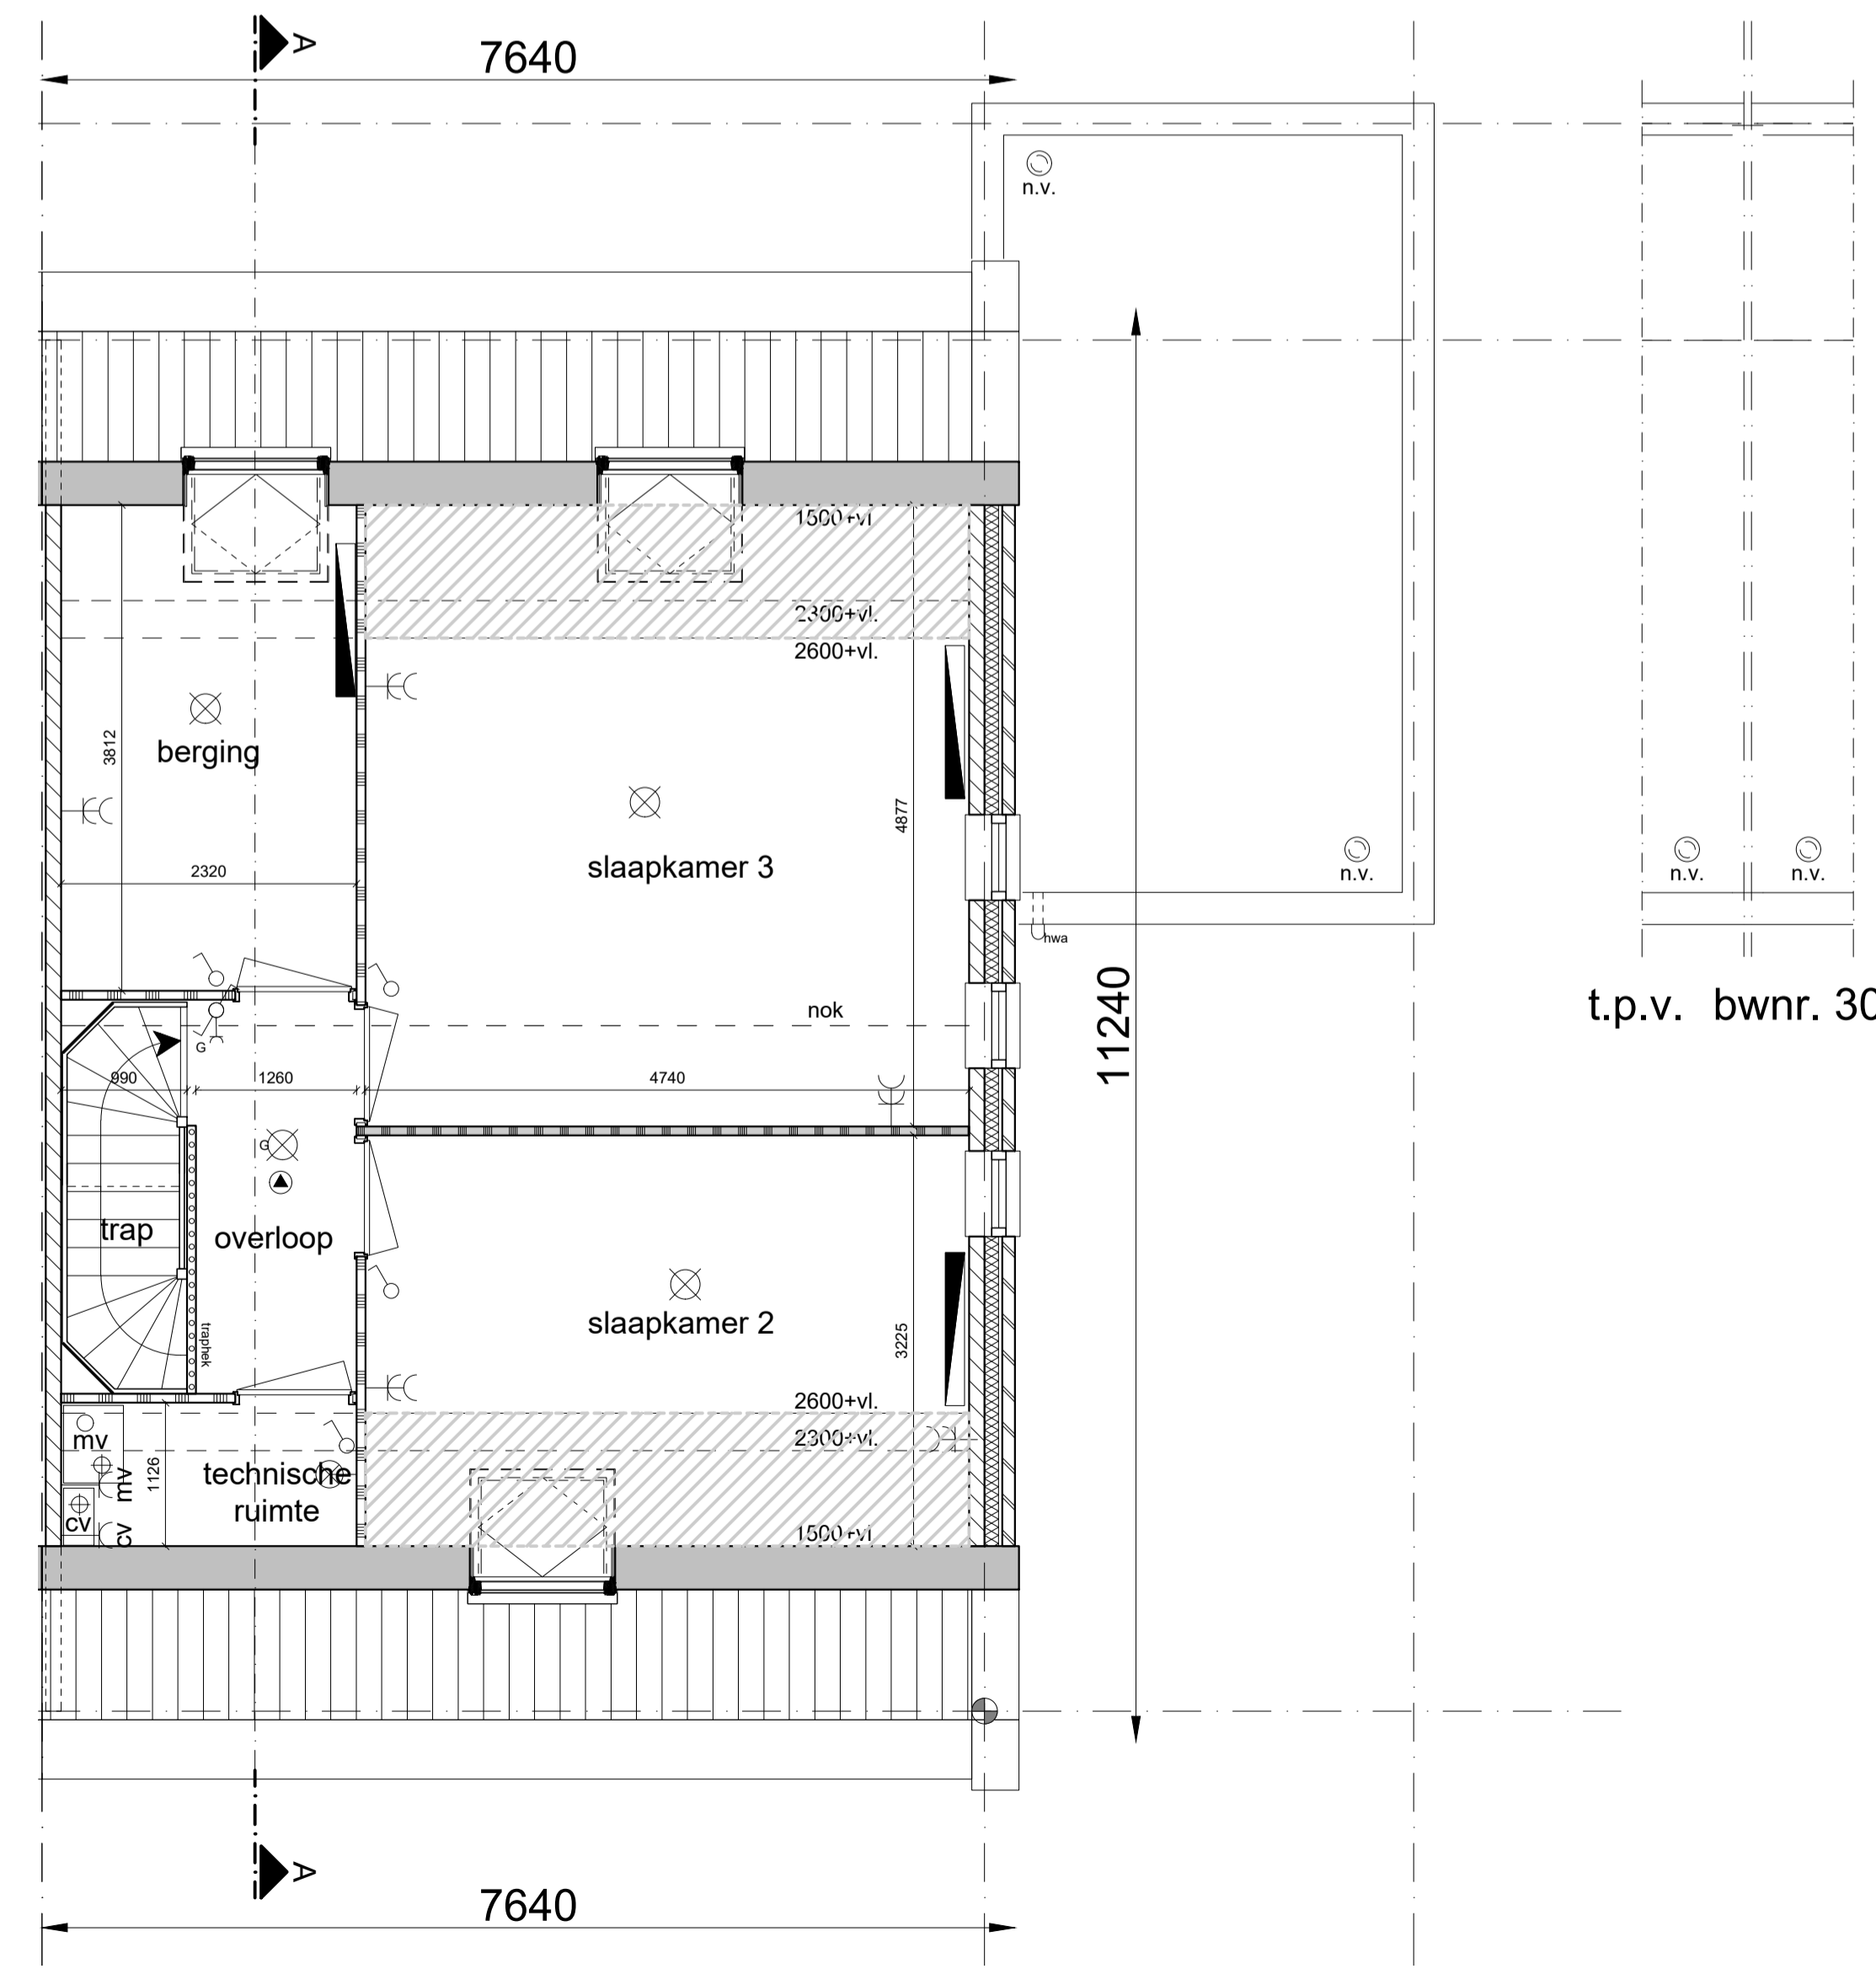 A
7640
n.v.
1500+vl
2300+vl.
2600+vl.
3812
berging
4877
2320
slaapkamer 3
n.v.
n.v.
n.v.
hwa
nok
11240
t.p.v. bwnr. 30
G
990
1260
4740
G
trap
overloop
traphek
slaapkamer 2
3225
2600+vl.
2300+vl.
mv
mv
1126
technische
ruimte
cv
cv
1500+vl
A
7640